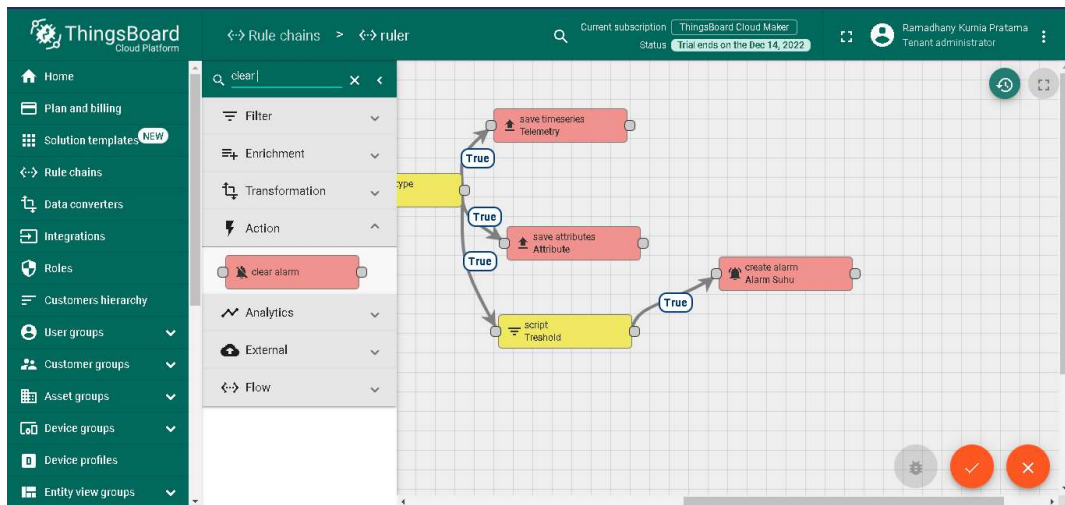 ThingsBoard
Cloud Platform
Rule chains > ruler
Current subscription ThingsBoard Cloud Maker
Status Trial ends on the Dec 14, 2022
Ramadhany Kurnia Pratama
Tenant administrator
Home
Plan and billing
Solution templates NEW
Rule chains
Data converters
Integrations
Roles
Customers hierarchy
User groups
Customer groups
Asset groups
Device groups
Device profiles
Entity view groups
clear
Filter
Enrichment
Transformation
Action
clear alarm
Analytics
External
Flow
type
True
True
True
save timeseries
Telemetry
save attributes
Attribute
script
Treshold
True
create alarm
Alarm Suhu